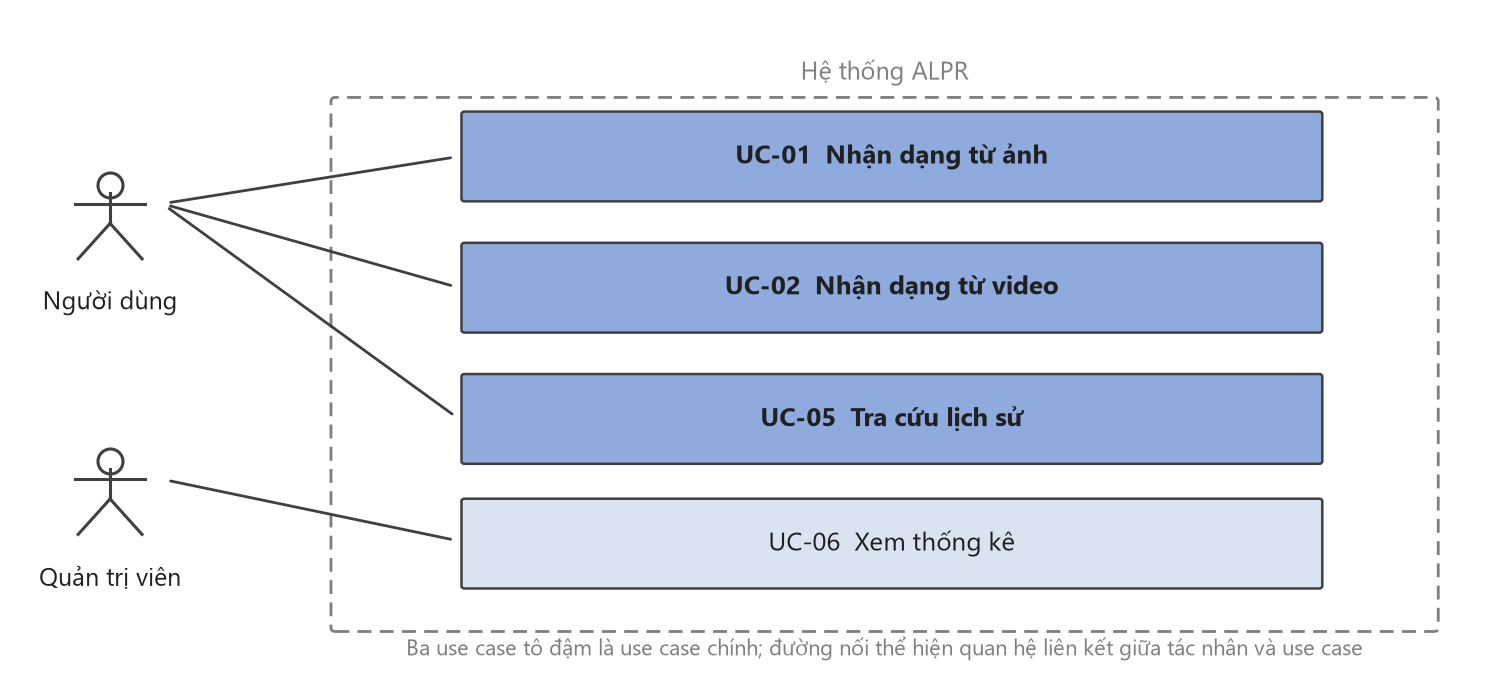 Hệ thống ALPR
UC-01 Nhận dạng từ ảnh
UC-02 Nhận dạng từ video
Người dùng
UC-05 Tra cứu lịch sử
UC-06 Xem thống kê
Quản trị viên
Ba use case tô đậm là use case chính; đường nối thể hiện quan hệ liên kết giữa tác nhân và use case